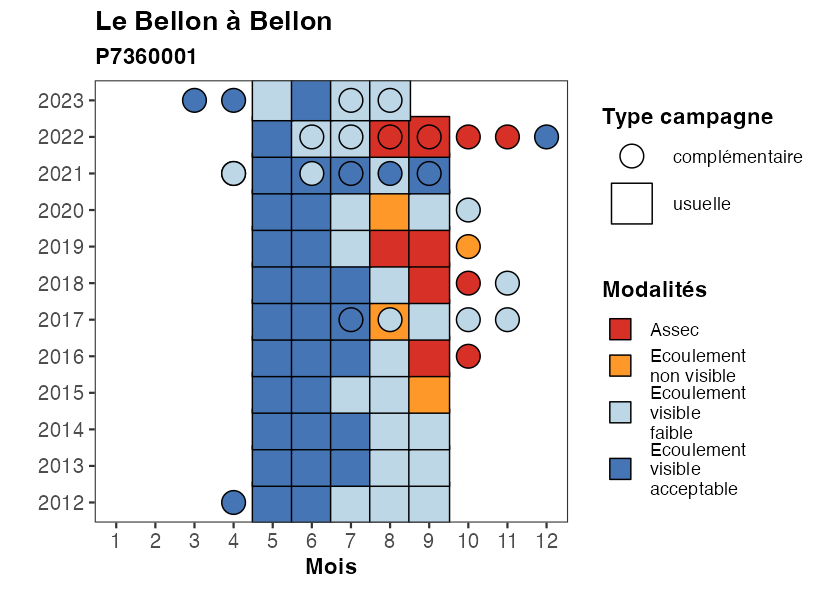 Le Bellon à Bellon
P7360001
2023
2022
2021
2020
2019
2018
2017
2016
2015
2014
2013
2012
1 2 3 4 5 6 7 8 9 10 11 12
Mois
Type campagne
complémentaire
usuelle
Modalités
Assec
Ecoulement
non visible
Ecoulement
visible
faible
Ecoulement
visible
acceptable